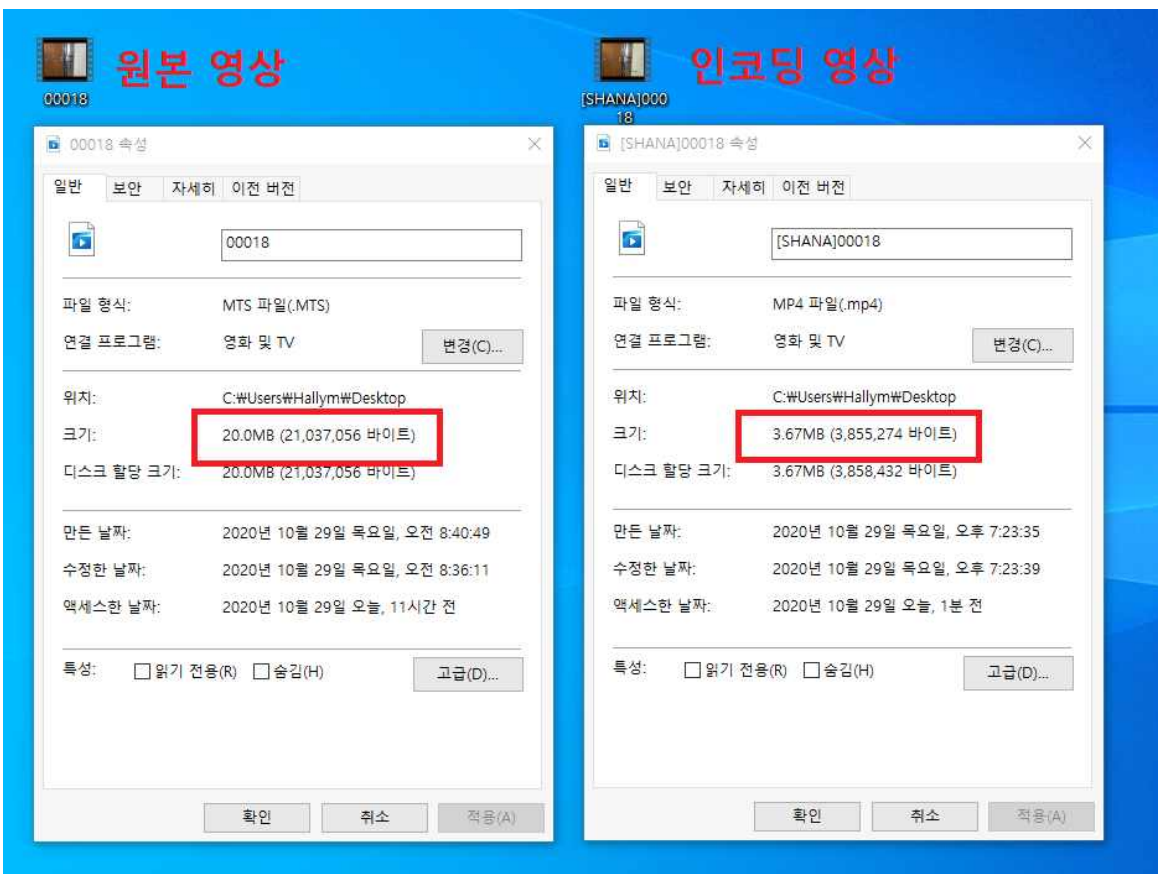 원본 영상
00018
00018 속성
일반 보안 자세히 이전 버전
00018
파일 형식: MTS 파일(.MTS)
연결 프로그램: 영화 및 TV 변경(C)...
위치: C:₩Users₩Hallym₩Desktop
크기: 20.0MB (21,037,056 바이트)
디스크 할당 크기: 20.0MB (21,037,056 바이트)
만든 날짜: 2020년 10월 29일 목요일, 오전 8:40:49
수정한 날짜: 2020년 10월 29일 목요일, 오전 8:36:11
액세스한 날짜: 2020년 10월 29일 오늘, 11시간 전
특성: 읽기 전용(R) 숨김(H) 고급(D)...
확인 취소 적용(A)
인코딩 영상
[SHANA]000
18
[SHANA]00018 속성
일반 보안 자세히 이전 버전
[SHANA]00018
파일 형식: MP4 파일(.mp4)
연결 프로그램: 영화 및 TV 변경(C)...
위치: C:₩Users₩Hallym₩Desktop
크기: 3.67MB (3,855,274 바이트)
디스크 할당 크기: 3.67MB (3,858,432 바이트)
만든 날짜: 2020년 10월 29일 목요일, 오후 7:23:35
수정한 날짜: 2020년 10월 29일 목요일, 오후 7:23:39
액세스한 날짜: 2020년 10월 29일 오늘, 1분 전
특성: 읽기 전용(R) 숨김(H) 고급(D)...
확인 취소 적용(A)